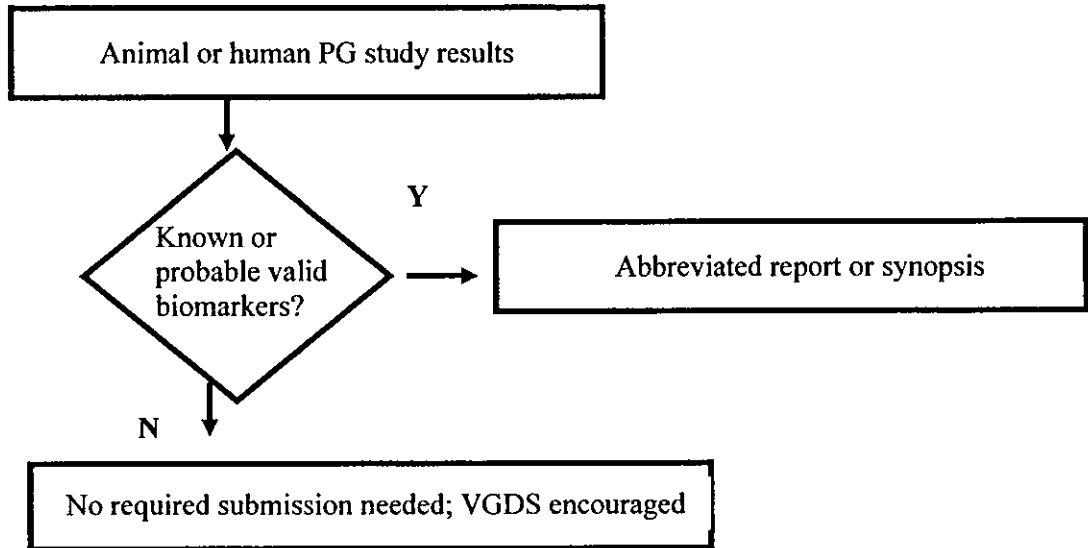 Animal or human PG study results
Y
Known or
probable valid
biomarkers?
Abbreviated report or synopsis
N
No required submission needed; VGDS encouraged